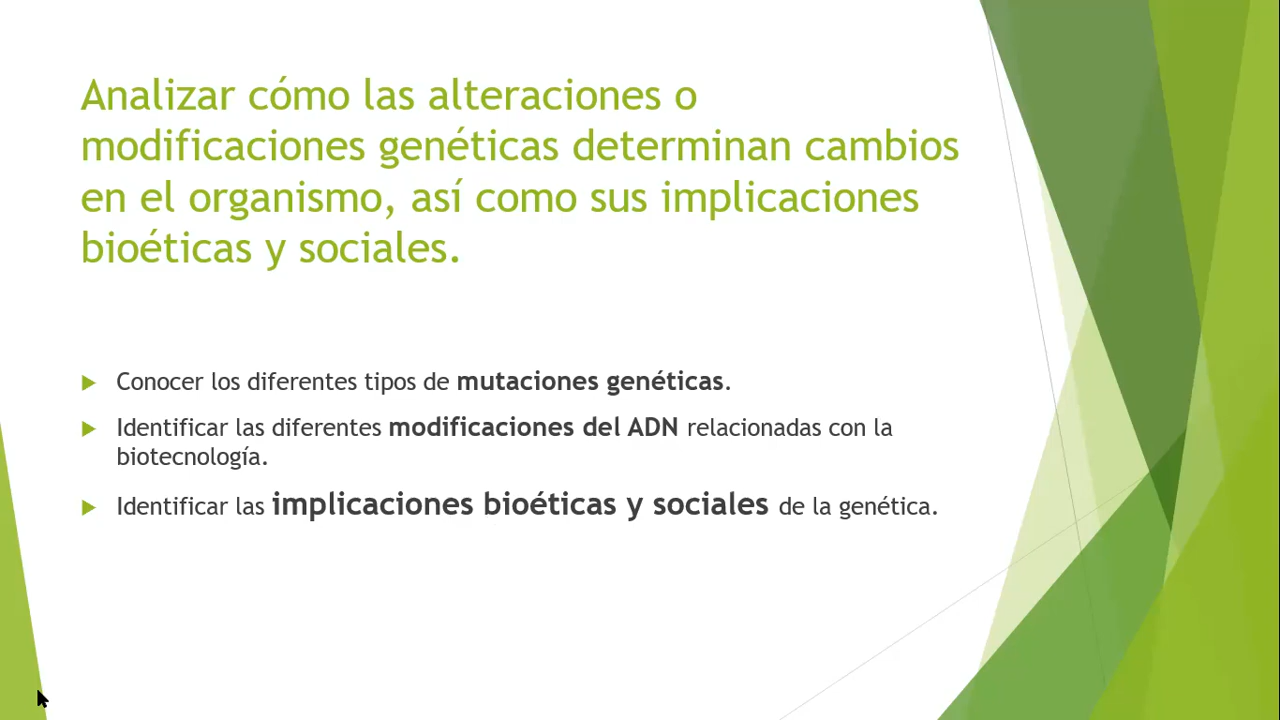 Analizar cómo las alteraciones o
modificaciones genéticas determinan cambios
en el organismo, así como sus implicaciones
bioéticas y sociales.
Conocer los diferentes tipos de mutaciones genéticas.
Identificar las diferentes modificaciones del ADN relacionadas con la
biotecnología.
Identificar las implicaciones bioéticas y sociales de la genética.